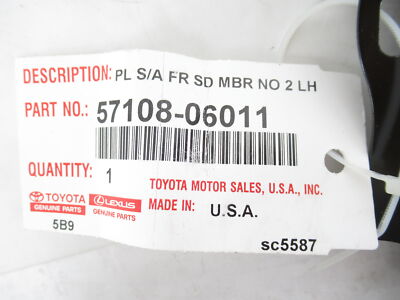 DESCRIPTION: PL S/A FR SD MBR NO 2 LH
PART NO.: 57108-06011
QUANTITY: 1
TOYOTA MOTOR SALES, U.S.A., INC.
TOYOTA LEXUS
GENUINE PARTS GENUINE PARTS
MADE IN: U.S.A.
5B9
sc5587